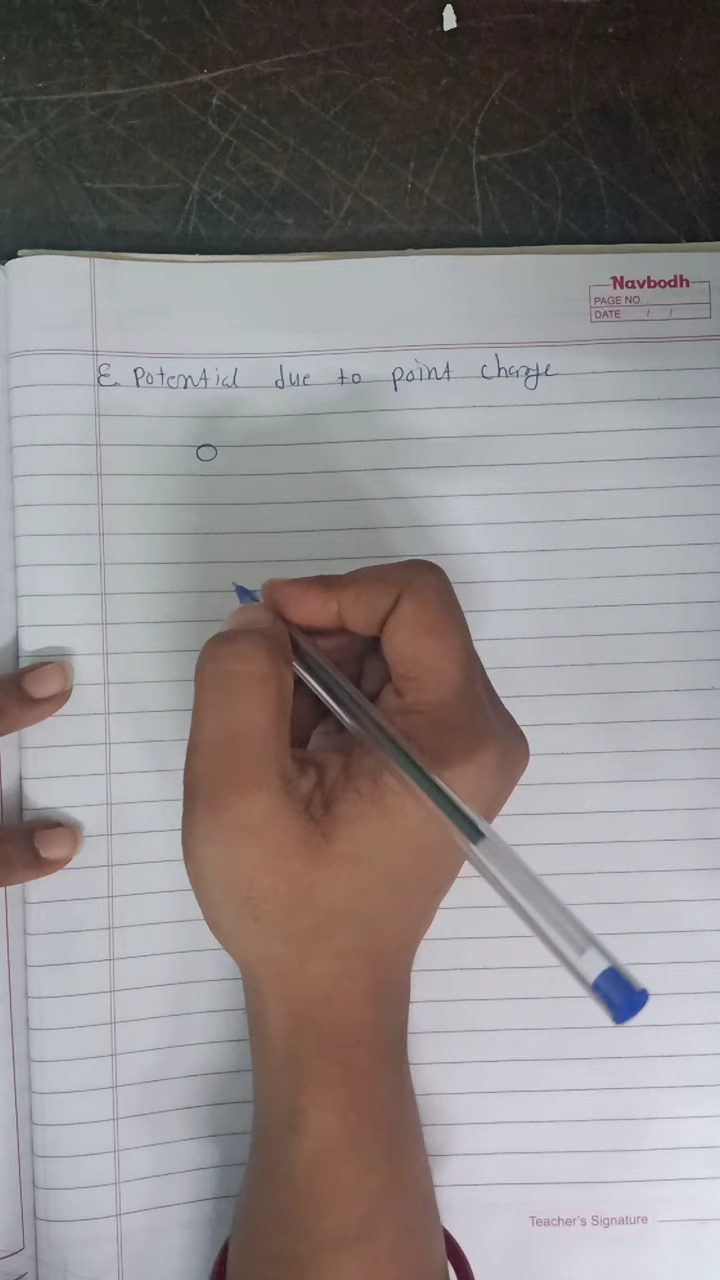 Navbodh
PAGE NO.
DATE / /
E. Potential due to point charge
Teacher's Signature